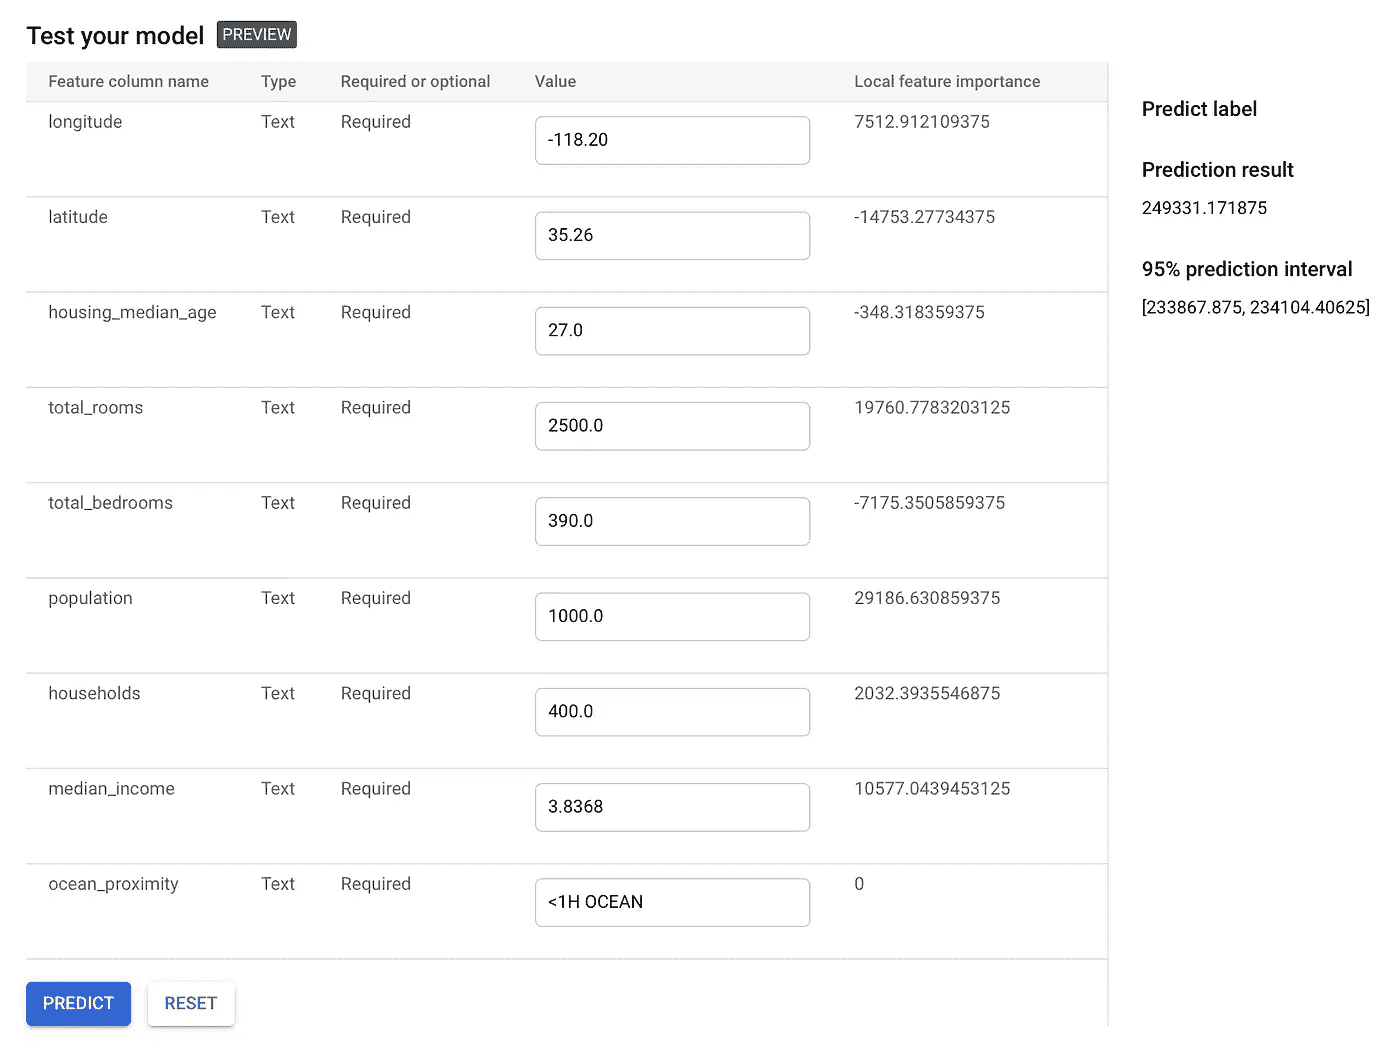 Test your model PREVIEW
Feature column name Type Required or optional Value Local feature importance
longitude Text Required -118.20 7512.912109375
latitude Text Required 35.26 -14753.27734375
housing_median_age Text Required 27.0 -348.318359375
total_rooms Text Required 2500.0 19760.7783203125
total_bedrooms Text Required 390.0 -7175.3505859375
population Text Required 1000.0 29186.630859375
households Text Required 400.0 2032.3935546875
median_income Text Required 3.8368 10577.0439453125
ocean_proximity Text Required <1H OCEAN 0
PREDICT RESET
Predict label
Prediction result
249331.171875
95% prediction interval
[233867.875, 234104.40625]